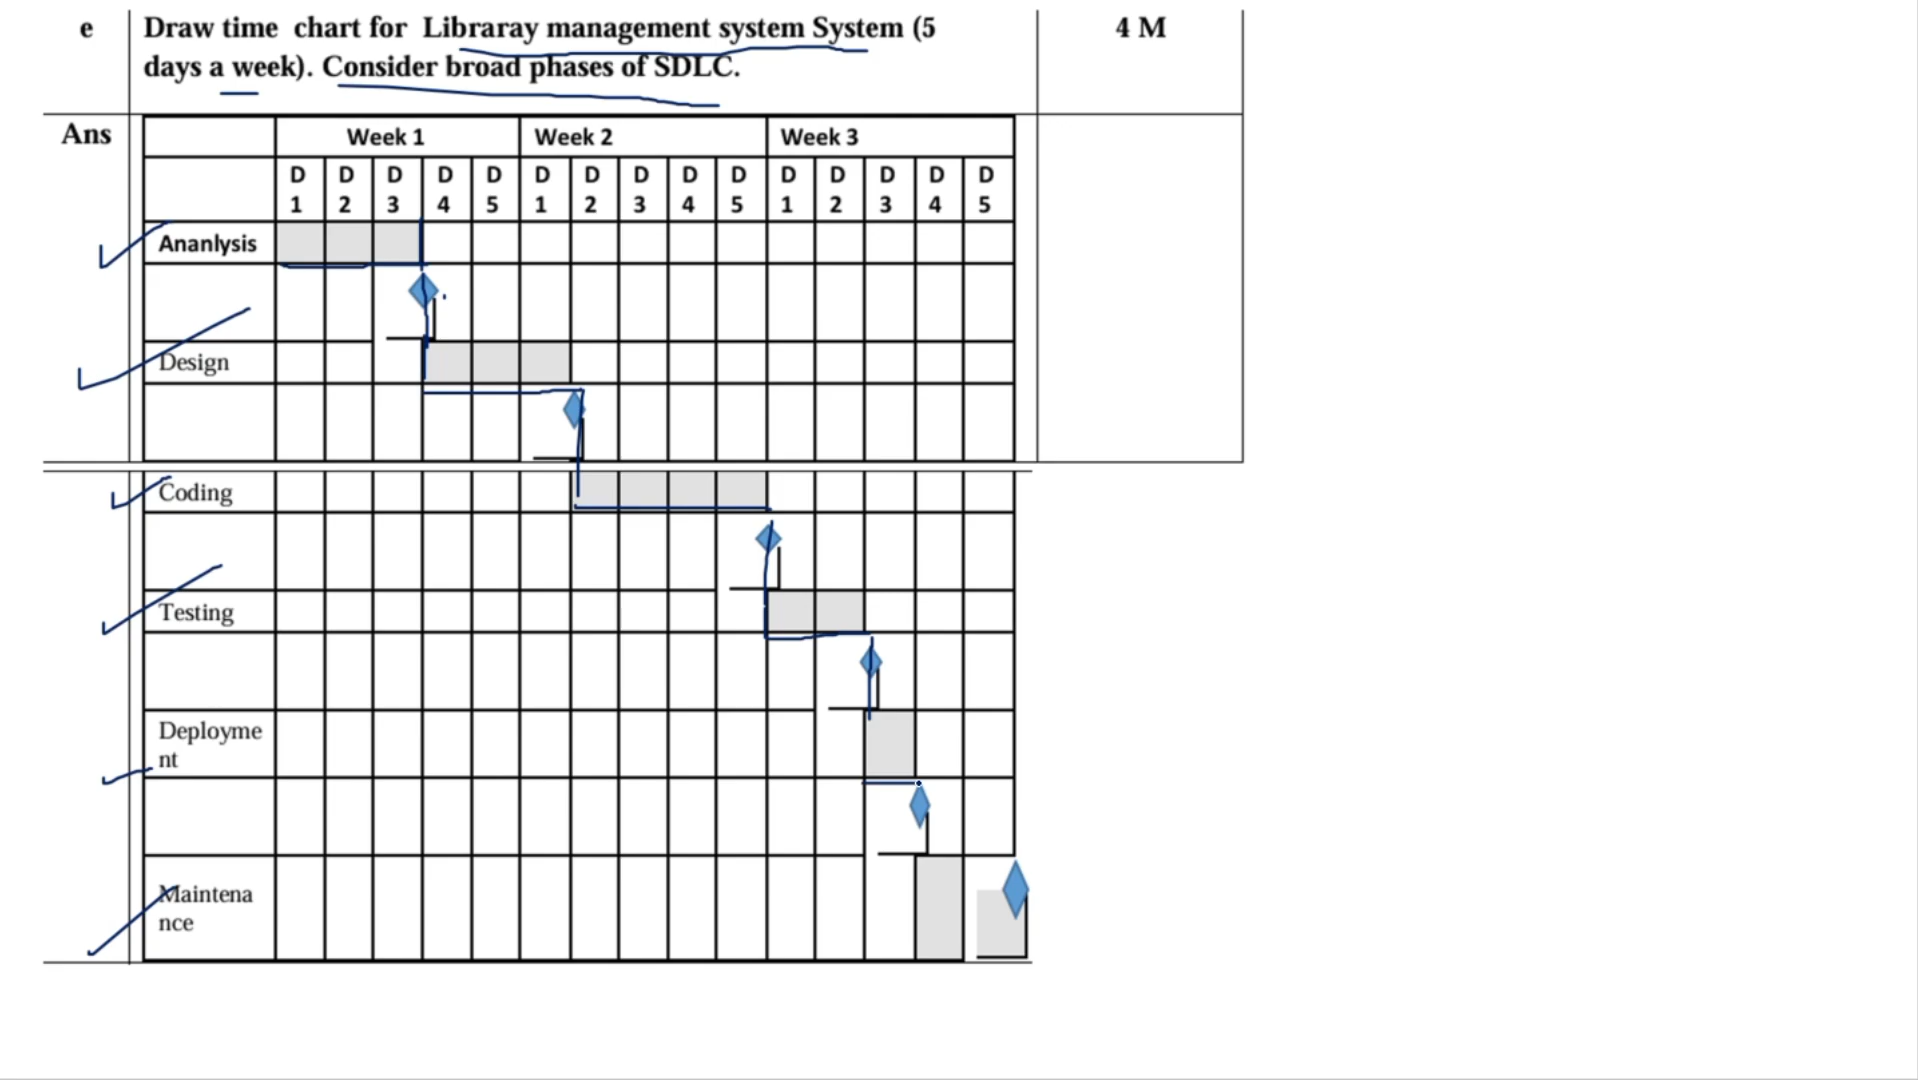 e Draw time chart for Libraray management system System (5 4 M
days a week). Consider broad phases of SDLC.
Ans Week 1 Week 2 Week 3
D D D D D D D D D D D D D D D
1 2 3 4 5 1 2 3 4 5 1 2 3 4 5
Ananlysis
Design
Coding
Testing
Deployme
nt
Maintena
nce